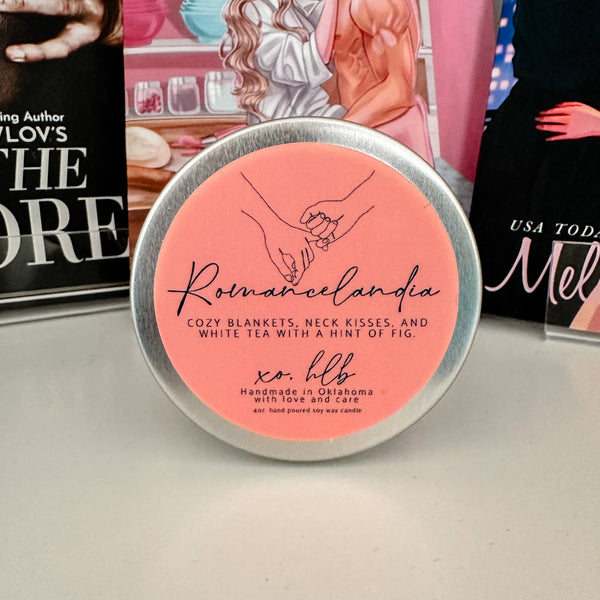 ing Author
LOV'S
THE
ORE
Romancelandia
COZY BLANKETS, NECK KISSES, AND
WHITE TEA WITH A HINT OF FIG.
xo, hlb
Handmade in Oklahoma
with love and care
4oz. hand poured soy wax candle
USA TODA
Mel